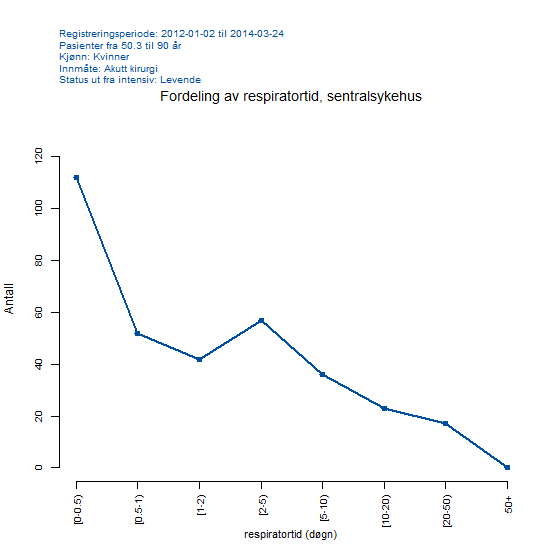 Registreringsperiode: 2012-01-02 til 2014-03-24
Pasienter fra 50.3 til 90 år
Kjønn: Kvinner
Innmåte: Akutt kirurgi
Status ut fra intensiv: Levende
Fordeling av respiratortid, sentralsykehus
120
100
80
60
40
20
0
Antall
[0-0.5)
[0.5-1)
[1-2)
[2-5)
[5-10)
[10-20)
[20-50)
50+
respiratortid (døgn)